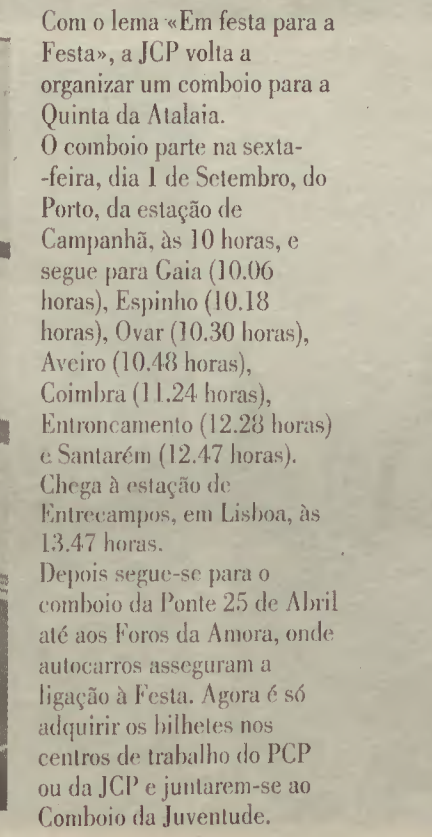 Com o lema «Em festa para a
Festa», a JCP volta a
organizar um comboio para a
Quinta da Atalaia.
O comboio parte na sexta-
-feira, dia 1 de Setembro, do
Porto, da estação de
Campanhã, às 10 horas, e
segue para Gaia (10.06
horas), Espinho (10.18
horas), Ovar (10.30 horas),
Aveiro (10.48 horas),
Coimbra (11.24 horas),
Entroncamento (12.28 horas)
e Santarém (12.47 horas).
Chega à estação de
Entrecampos, em Lisboa, às
13.47 horas.
Depois segue-se para o
comboio da Ponte 25 de Abril
até aos Foros da Amora, onde
autocarros asseguram a
ligação à Festa. Agora é só
adquirir os bilhetes nos
centros de trabalho do PCP
ou da JCP e juntarem-se ao
Comboio da Juventude.